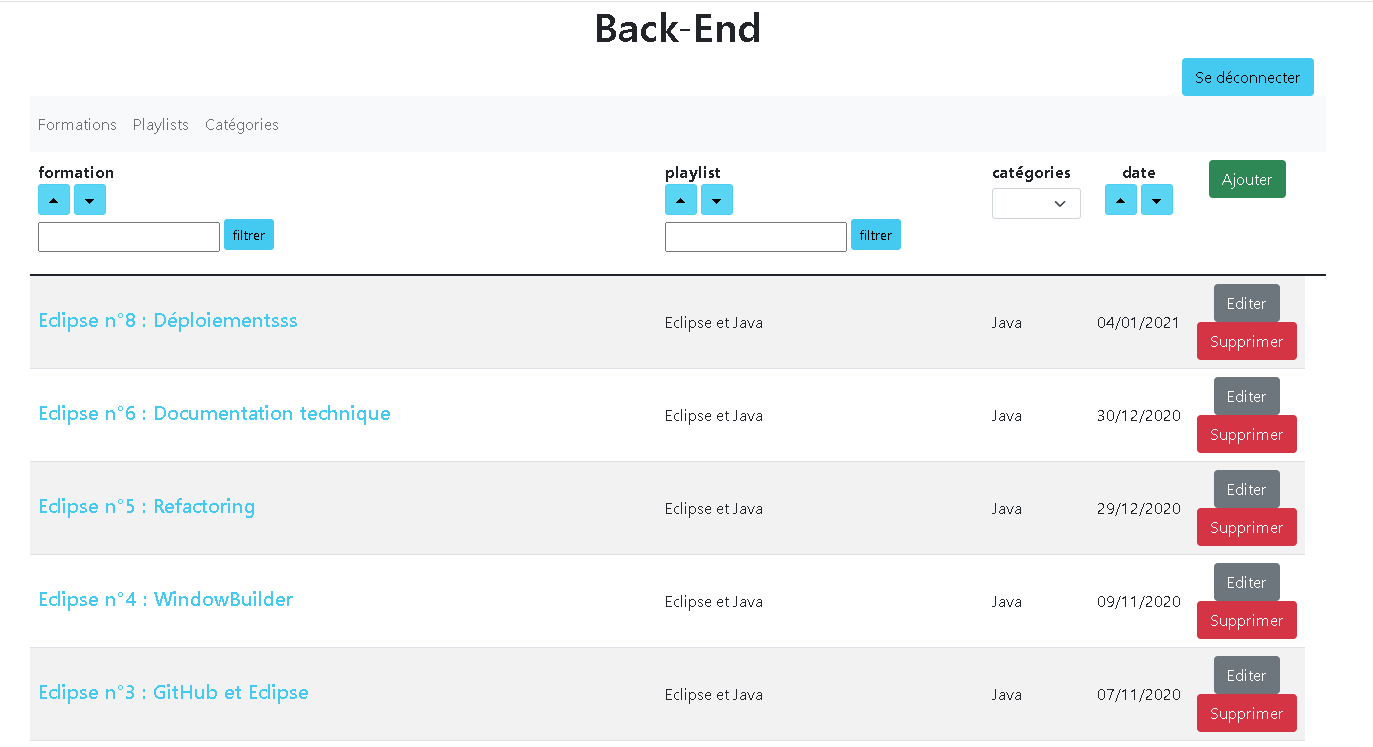 Back-End
Se déconnecter
Formations Playlists Catégories
formation playlist catégories date Ajouter
filtrer filtrer
Eclipse n°8 : Déploiementsss Eclipse et Java Java 04/01/2021 Editer
Supprimer
Eclipse n°6 : Documentation technique Eclipse et Java Java 30/12/2020 Editer
Supprimer
Eclipse n°5 : Refactoring Eclipse et Java Java 29/12/2020 Editer
Supprimer
Eclipse n°4 : WindowBuilder Eclipse et Java Java 09/11/2020 Editer
Supprimer
Eclipse n°3 : GitHub et Eclipse Eclipse et Java Java 07/11/2020 Editer
Supprimer